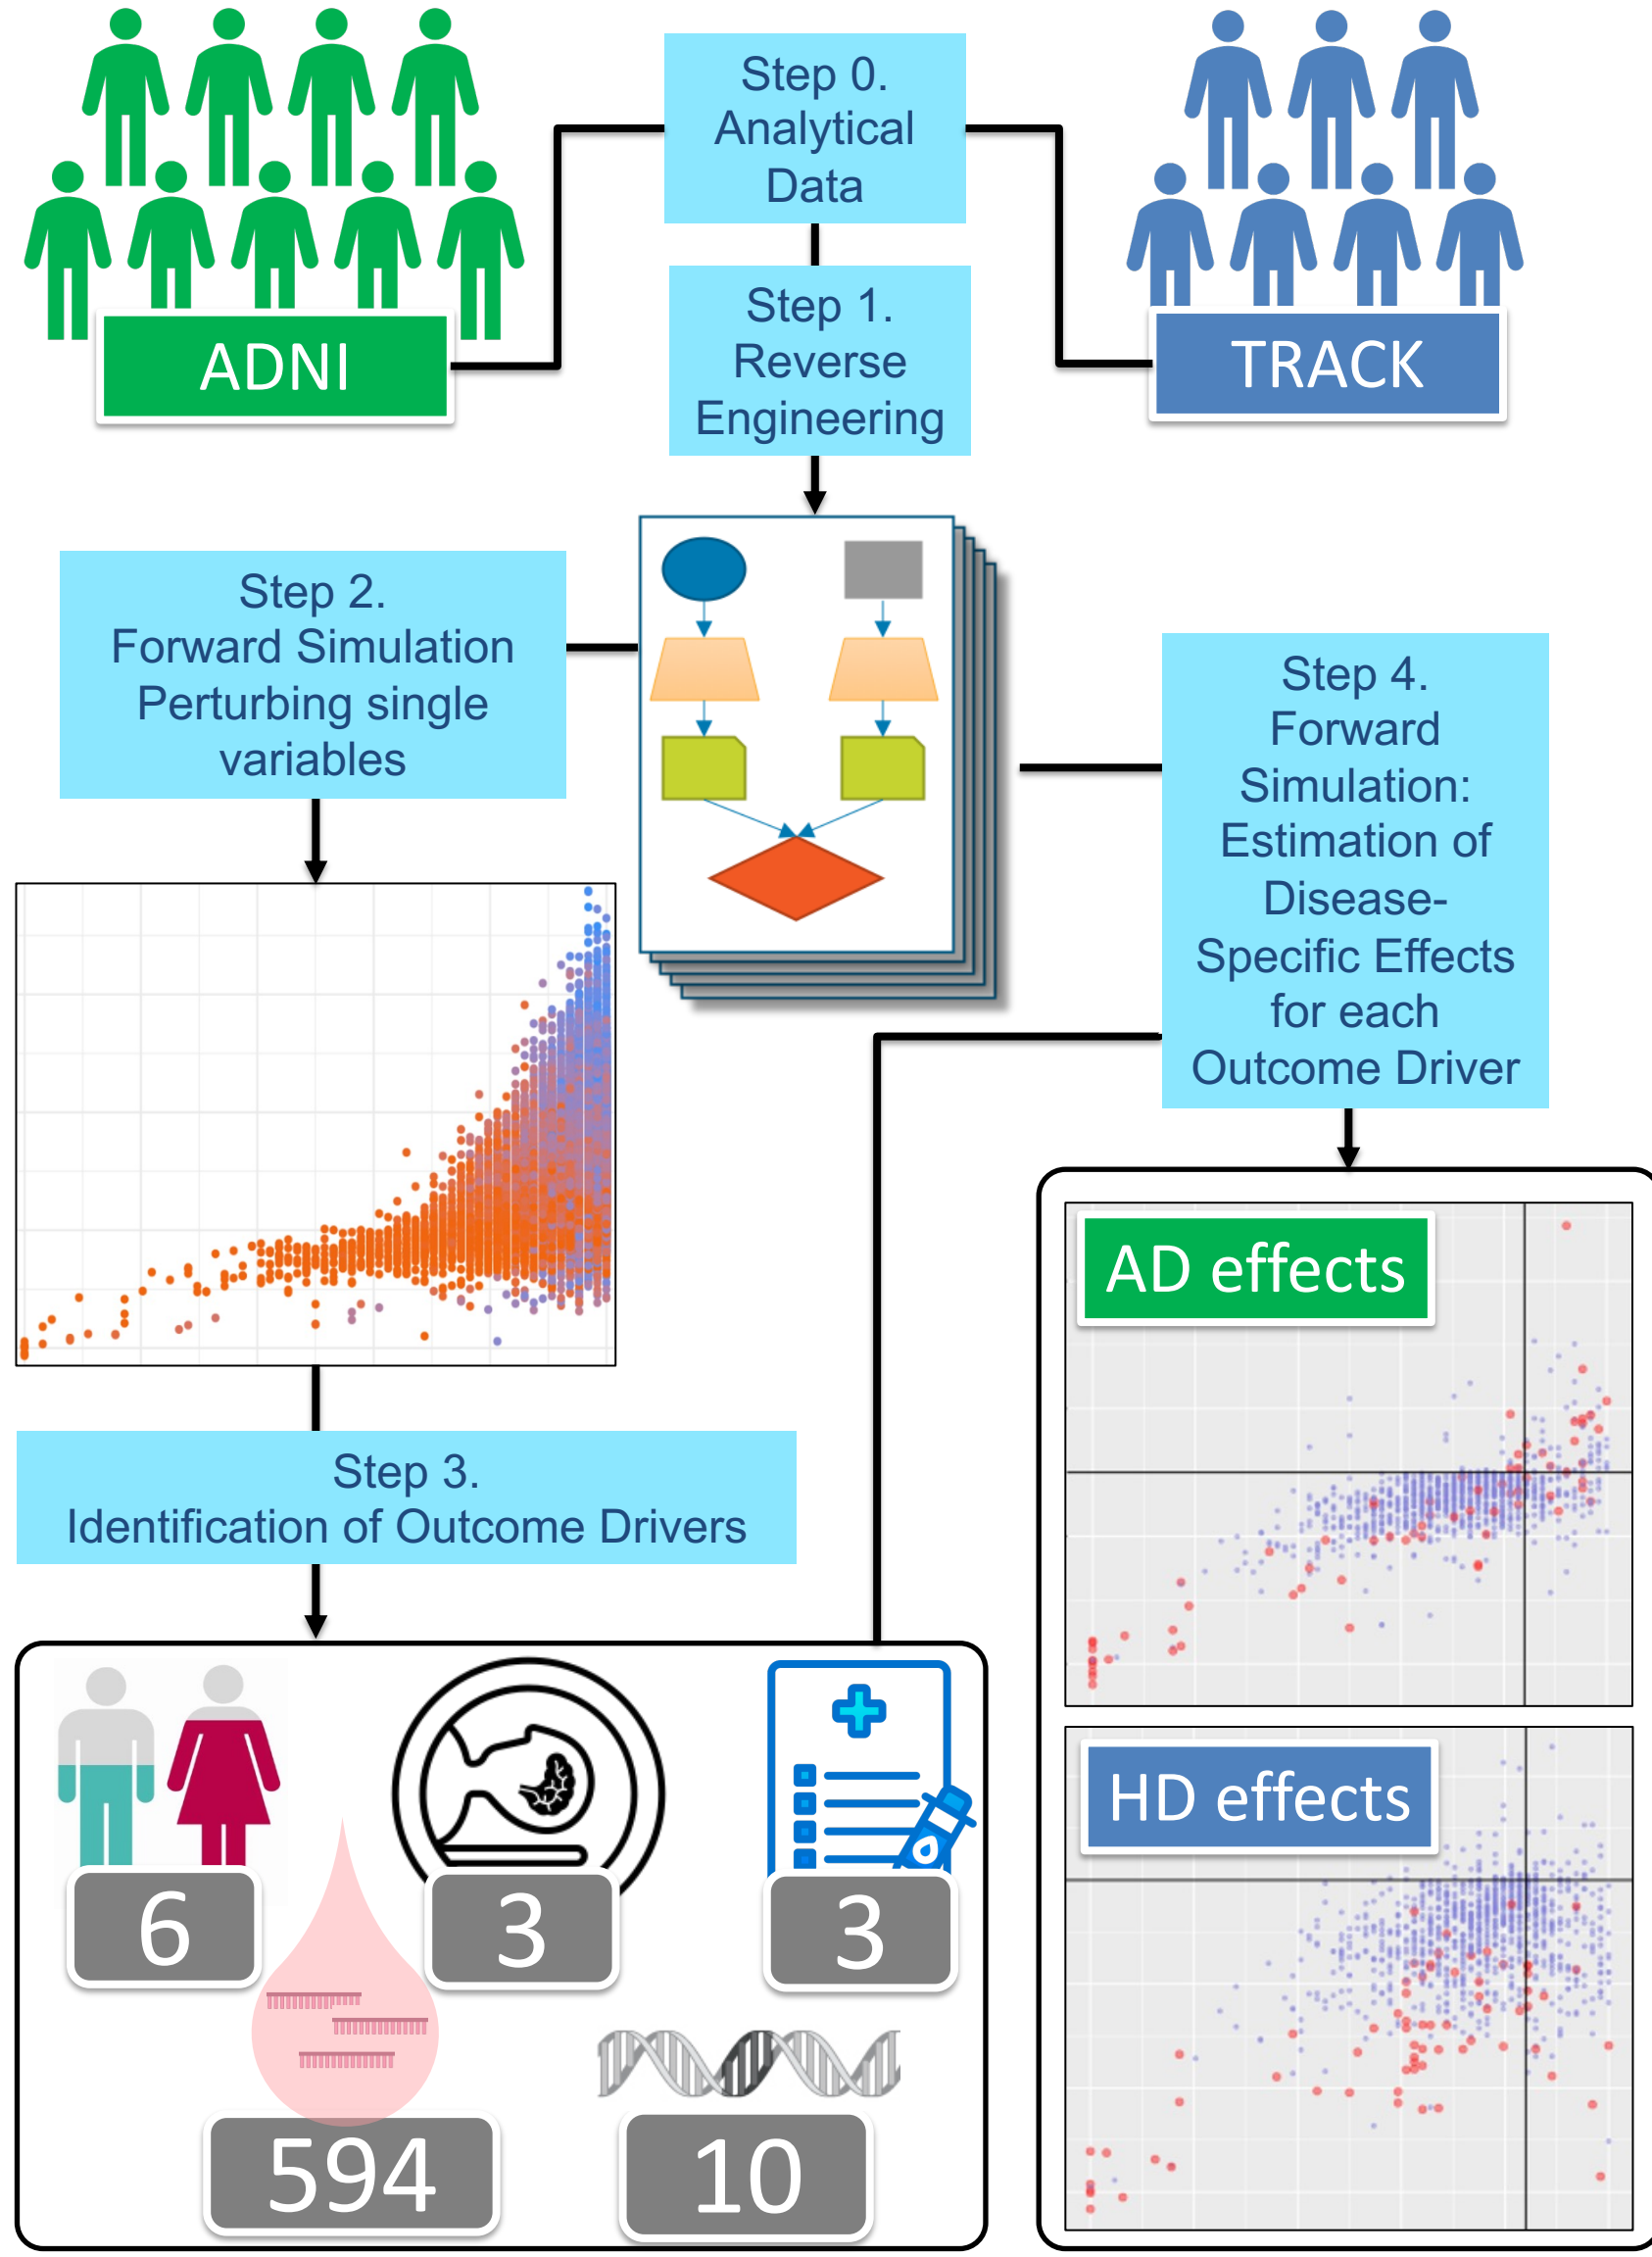 Step 0.
Analytical
Data
ADNI
TRACK
Step 1.
Reverse
Engineering
Step 2.
Forward Simulation
Perturbing single
variables
Step 4.
Forward
Simulation:
Estimation of
Disease-
Specific Effects
for each
Outcome Driver
Step 3.
Identification of Outcome Drivers
AD effects
HD effects
6
3
3
594
10